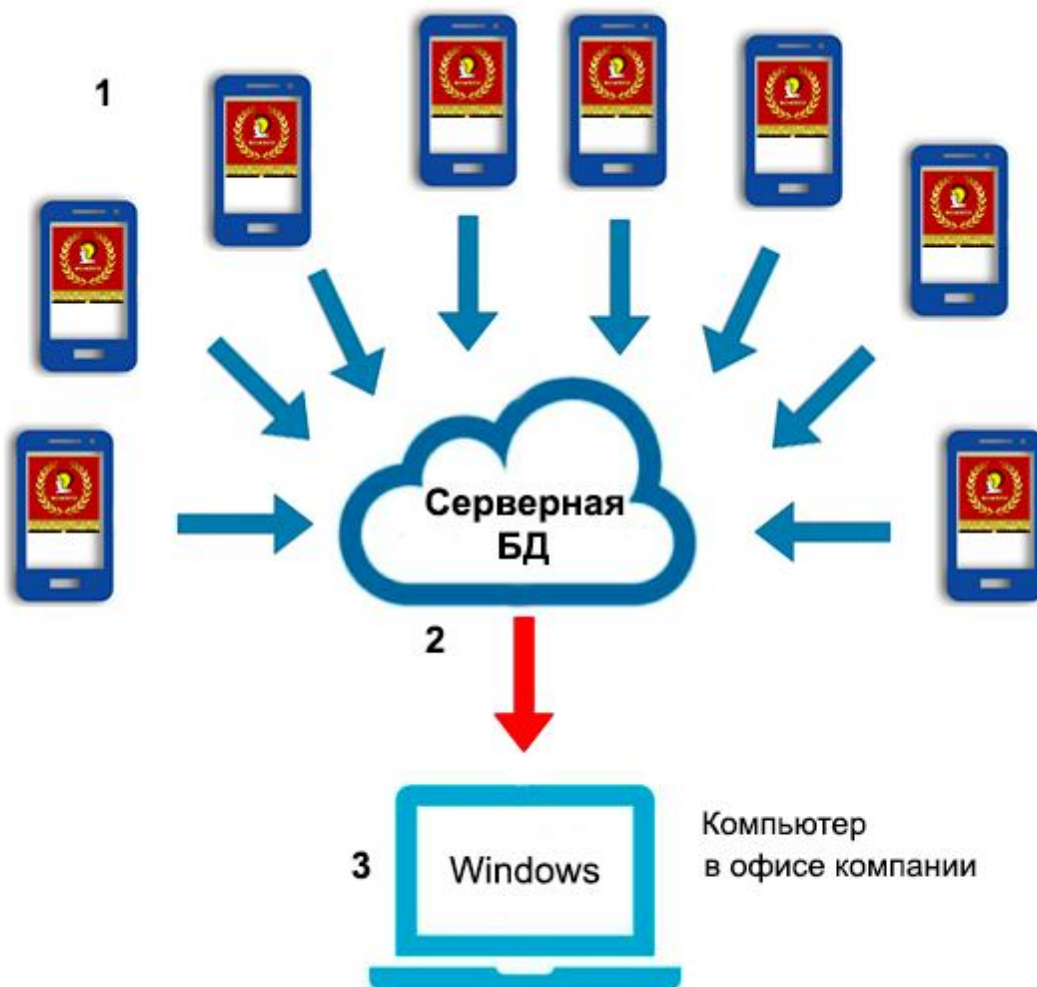 1
Серверная
БД
2
3
Windows
Компьютер
в офисе компании